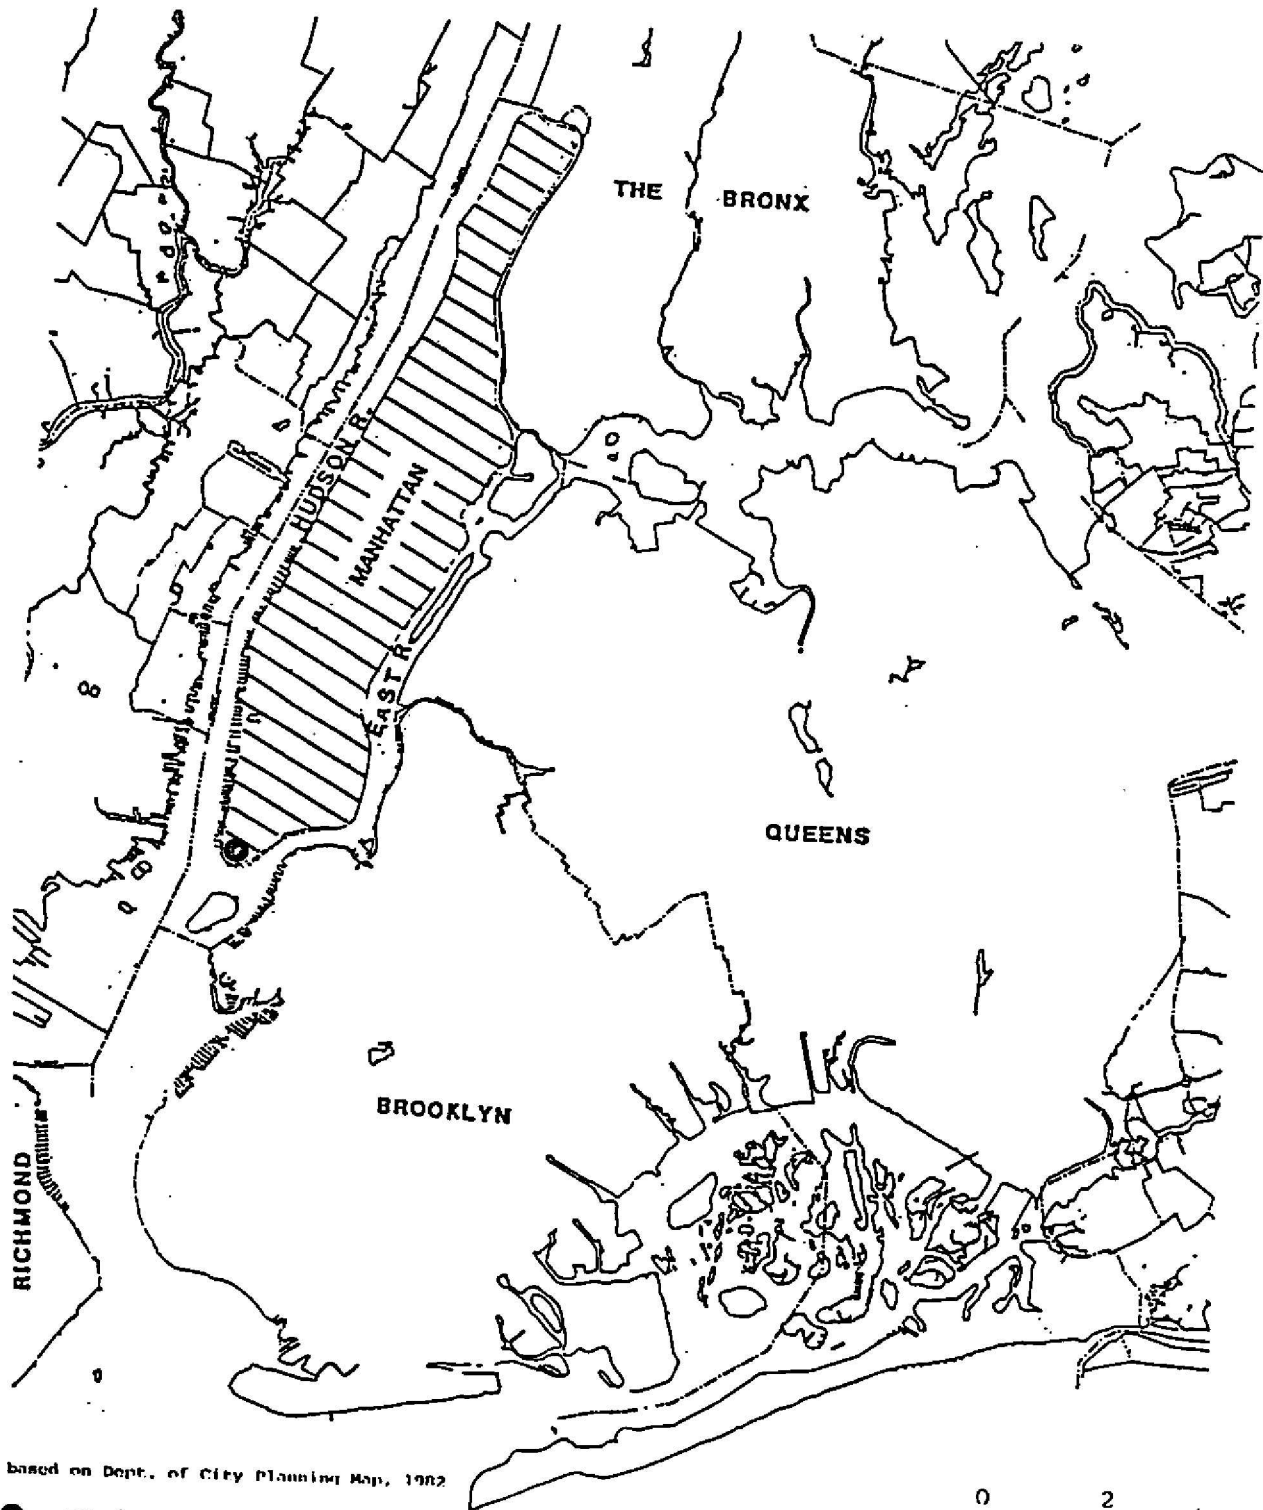 THE BRONX
HUDSON R.
MANHATTAN
EAST R
QUEENS
BROOKLYN
RICHMOND
based on Dept. of City Planning Map, 1982
0 2